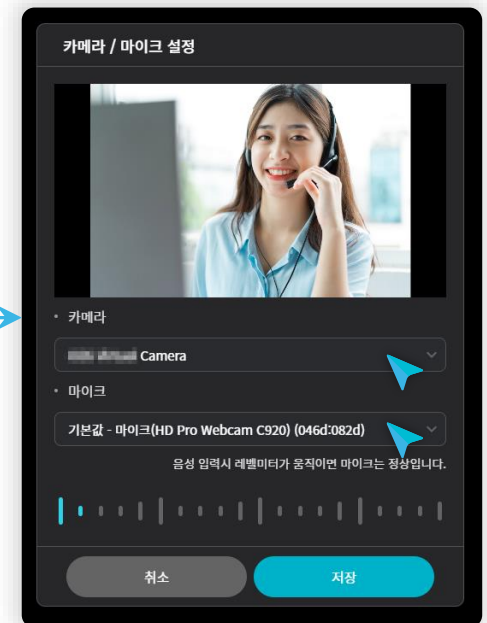 카메라 / 마이크 설정
카메라
Camera
마이크
기본값 - 마이크(HD Pro Webcam C920) (046d:082d)
음성 입력시 레벨미터가 움직이면 마이크는 정상입니다.
취소
저장